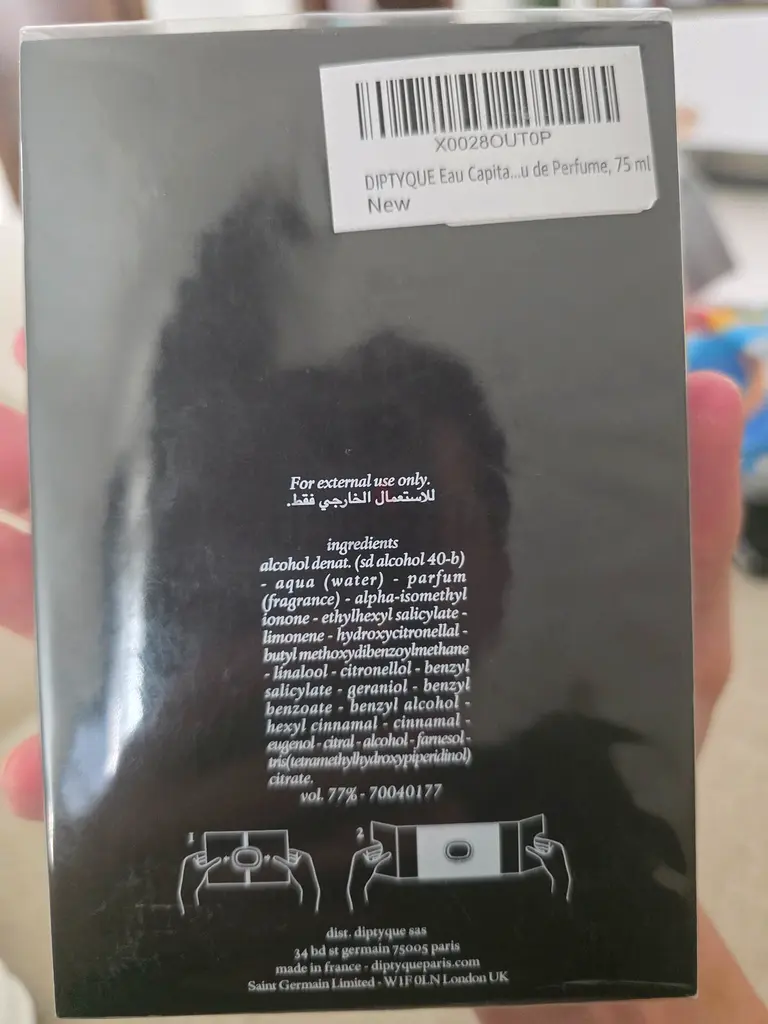 X0028OUT0P
DIPTYQUE Eau Capita...u de Perfume, 75 ml
New
For external use only.
للاستعمال الخارجي فقط.
ingredients
alcohol denat. (sd alcohol 40-b)
- aqua (water) - parfum
(fragrance) - alpha-isomethyl
ionone - ethylhexyl salicylate -
limonene - hydroxycitronellal -
butyl methoxydibenzoylmethane
- linalool - citronellol - benzyl
salicylate - geraniol - benzyl
benzoate - benzyl alcohol -
hexyl cinnamal - cinnamal -
eugenol - citral - alcohol - farnesol -
tris(tetramethylhydroxypiperidinol)
citrate.
vol. 77% - 70040177
1 2
dist. diptyque sas
34 bd st germain 75005 paris
made in france - diptyqueparis.com
Saint Germain Limited - W1F 0LN London UK